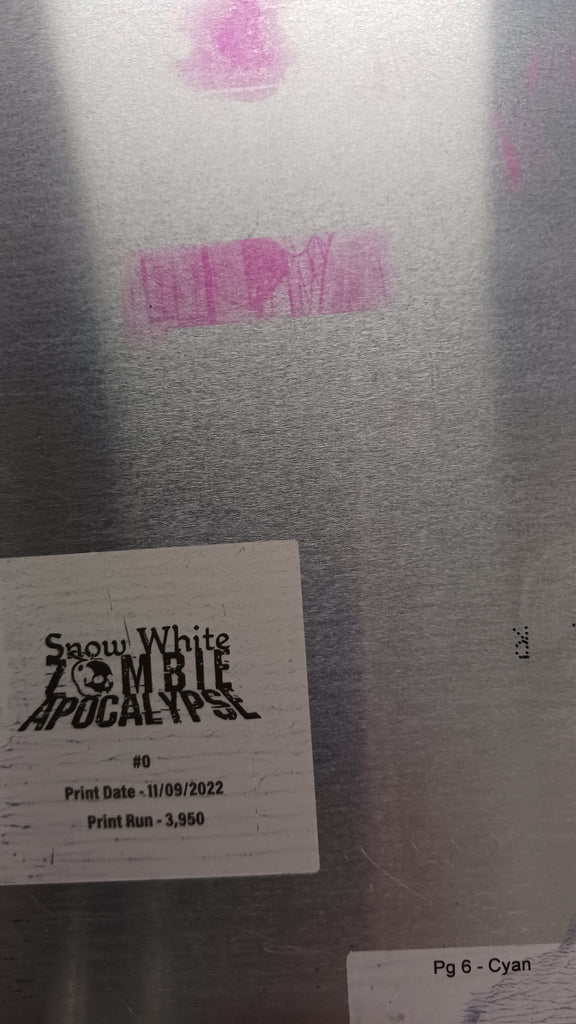 Snow White
ZOMBIE
APOCALYPSE
#0
Print Date - 11/09/2022
Print Run - 3,950
Pg 6 - Cyan